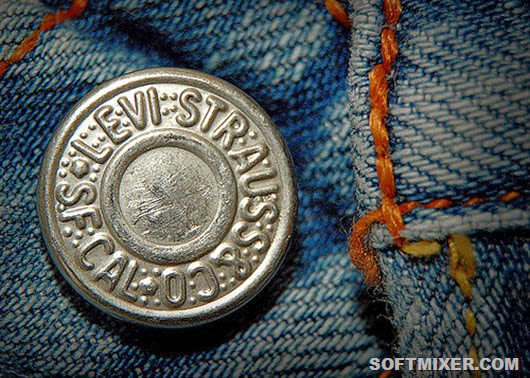 LEVI STRAUSS & CO
S.F. CAL
SOFTMIXER.COM